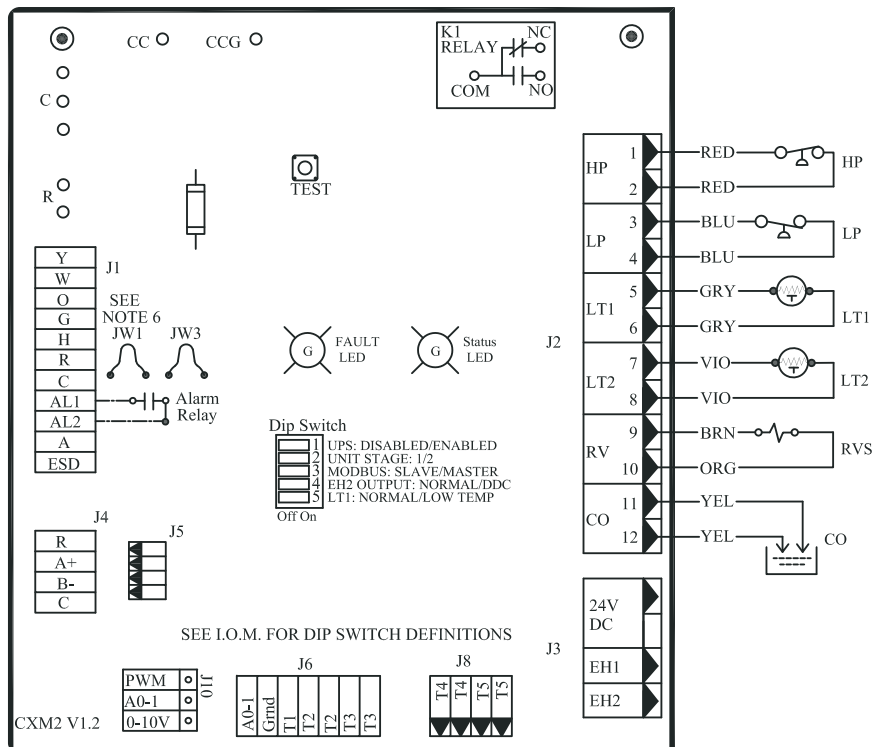 CC
CCG
K1
RELAY
NC
COM
NO
C
R
TEST
Y
W
O
G
H
R
C
AL1
AL2
A
ESD
J1
SEE
NOTE 6
JW1
JW3
Alarm
Relay
G
FAULT
LED
G
Status
LED
Dip Switch
1 UPS: DISABLED/ENABLED
2 UNIT STAGE: 1/2
3 MODBUS: SLAVE/MASTER
4 EH2 OUTPUT: NORMAL/DDC
5 LT1: NORMAL/LOW TEMP
Off On
J2
HP
1
RED
2
RED
HP
LP
3
BLU
4
BLU
LP
LT1
5
GRY
6
GRY
LT1
LT2
7
VIO
8
VIO
LT2
RV
9
BRN
10
ORG
RVS
CO
11
YEL
12
YEL
CO
J4
R
A+
B-
C
J5
SEE I.O.M. FOR DIP SWITCH DEFINITIONS
J3
24V
DC
EH1
EH2
PWM
A0-1
0-10V
J10
J6
A0-1
Grnd
T1
T2
T2
T3
T3
J8
T4
T4
T5
T5
CXM2 V1.2